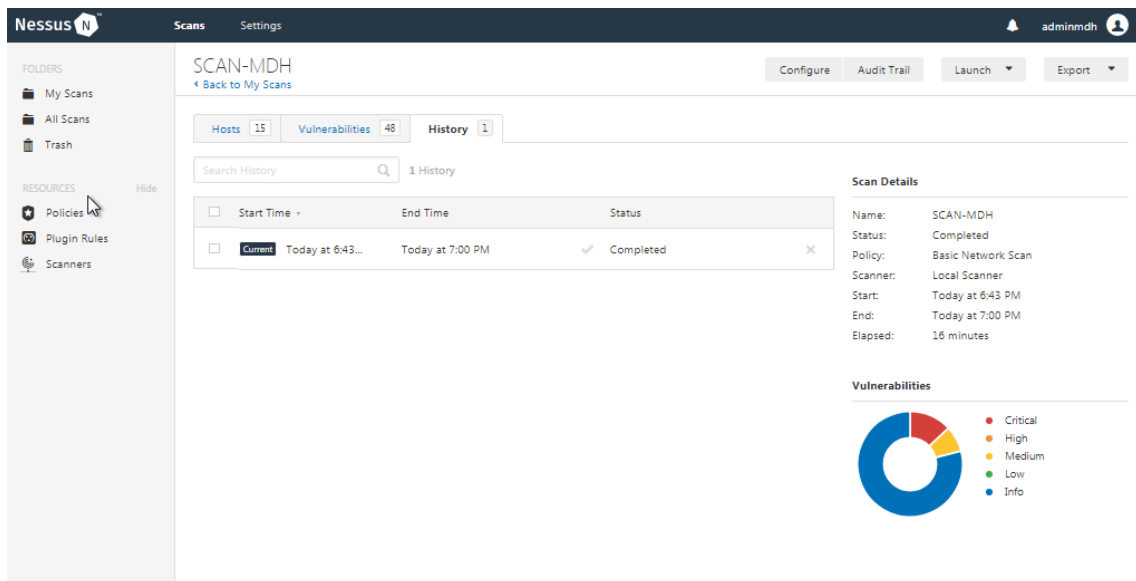 Nessus N Scans Settings adminmdh
FOLDERS
My Scans
All Scans
Trash
RESOURCES Hide
Policies
Plugin Rules
Scanners
SCAN-MDH
Back to My Scans
Configure Audit Trail Launch Export
Hosts 15 Vulnerabilities 48 History 1
Search History 1 History
Start Time End Time Status
Current Today at 6:43... Today at 7:00 PM Completed
Scan Details
Name: SCAN-MDH
Status: Completed
Policy: Basic Network Scan
Scanner: Local Scanner
Start: Today at 6:43 PM
End: Today at 7:00 PM
Elapsed: 16 minutes
Vulnerabilities
Critical
High
Medium
Low
Info